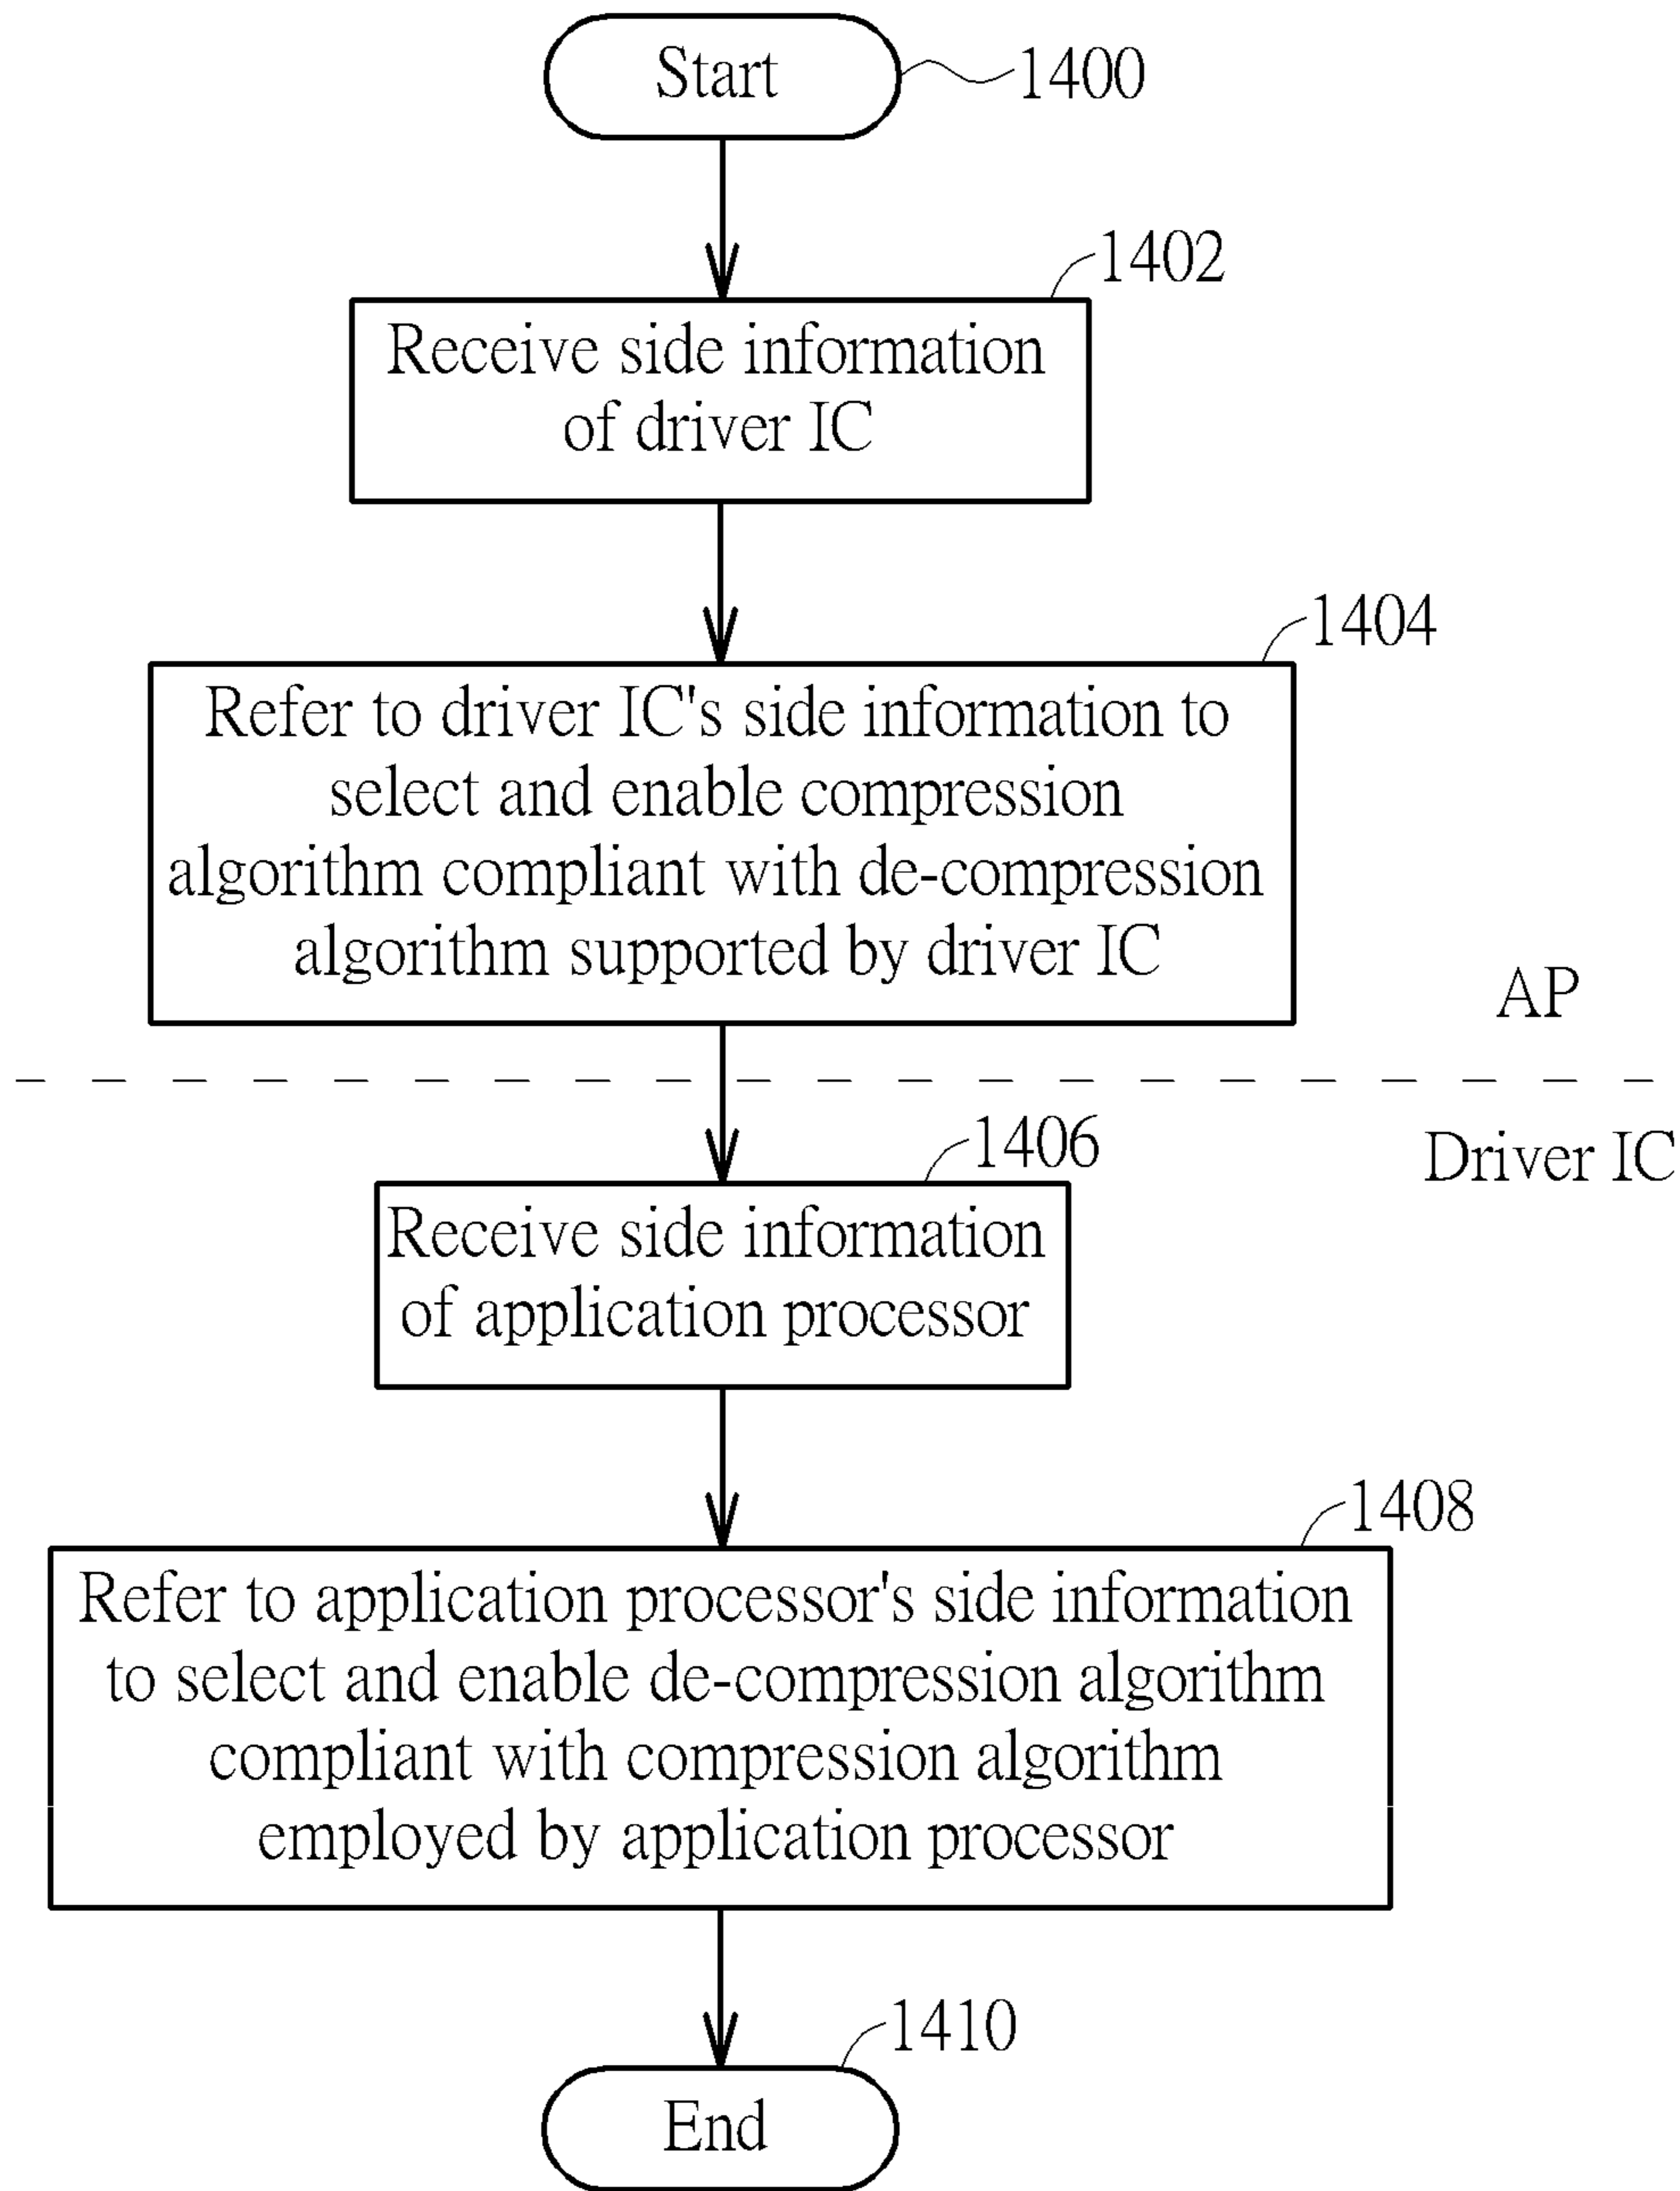 Start
1400
1402
Receive side information
of driver IC
1404
Refer to driver IC's side information to
select and enable compression
algorithm compliant with de-compression
algorithm supported by driver IC
AP
Driver IC
1406
Receive side information
of application processor
1408
Refer to application processor's side information
to select and enable de-compression algorithm
compliant with compression algorithm
employed by application processor
1410
End